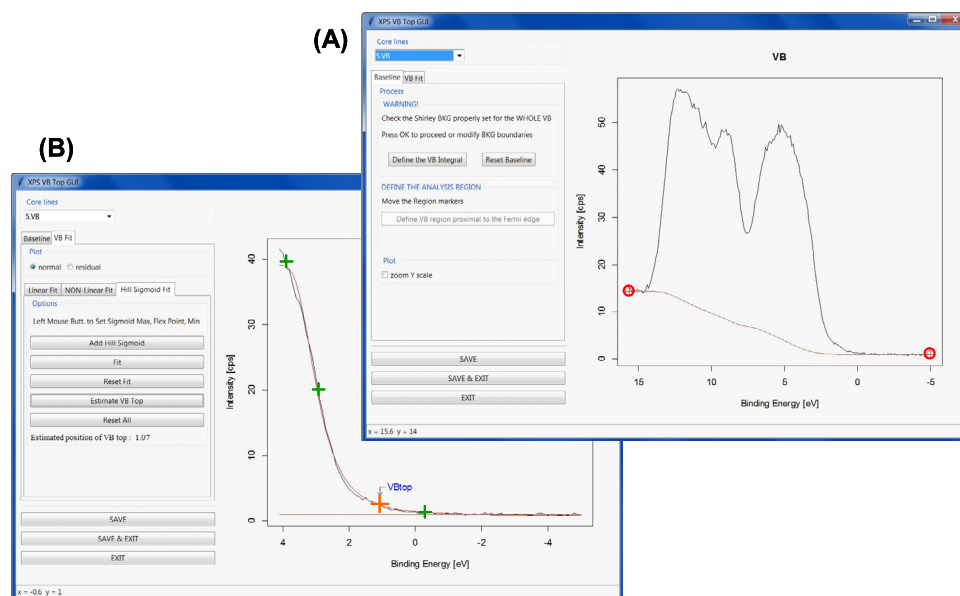 (A)
XPS VB Top GUI
Core lines
5.VB
Baseline VB Fit
Process
WARNING!
Check the Shirley BKG properly set for the WHOLE VB
Press OK to proceed or modify BKG boundaries
Define the VB Integral Reset Baseline
DEFINE THE ANALYSIS REGION
Move the Region markers
Define VB region proximal to the Fermi edge
Plot
zoom Y scale
SAVE
SAVE & EXIT
EXIT
x = 15.6 y = 14
VB
Intensity [cps]
50
40
30
20
10
0
15 10 5 0 -5
Binding Energy [eV]
(B)
XPS VB Top GUI
Core lines
5.VB
Baseline VB Fit
Plot
normal residual
Linear Fit NON-Linear Fit Hill Sigmoid Fit
Options
Left Mouse Butt. to Set Sigmoid Max, Flex Point, Min
Add Hill Sigmoid
Fit
Reset Fit
Estimate VB Top
Reset All
Estimated position of VB top : 1.07
SAVE
SAVE & EXIT
EXIT
x = -0.6 y = 1
Intensity [cps]
40
30
20
10
0
VBtop
4 2 0 -2 -4
Binding Energy [eV]